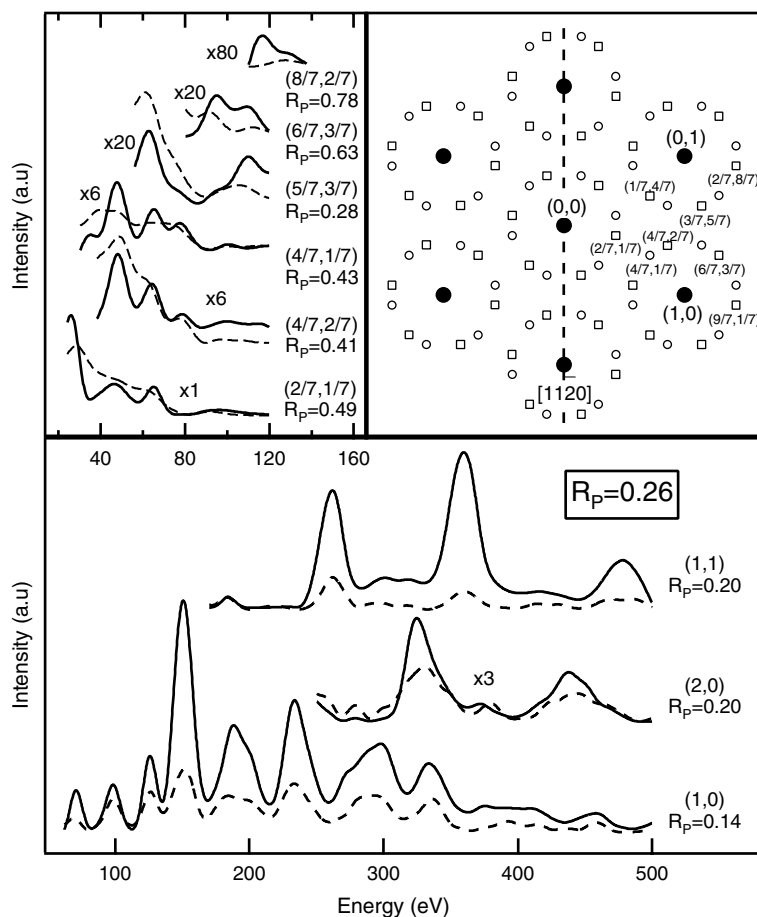 Intensity (a.u)
x80
(8/7,2/7)
R_P=0.78
x20
(6/7,3/7)
R_P=0.63
x20
(5/7,3/7)
R_P=0.28
x6
(4/7,1/7)
R_P=0.43
x6
(4/7,2/7)
R_P=0.41
x1
(2/7,1/7)
R_P=0.49
40 80 120 160
(0,1)
(1/7,4/7) (2/7,8/7)
(0,0)
(3/7,5/7)
(4/7,2/7)
(2/7,1/7)
(4/7,1/7) (6/7,3/7)
(1,0)
(9/7,1/7)
[112̅0]
Intensity (a.u)
R_P=0.26
(1,1)
R_P=0.20
x3
(2,0)
R_P=0.20
(1,0)
R_P=0.14
100 200 300 400 500
Energy (eV)